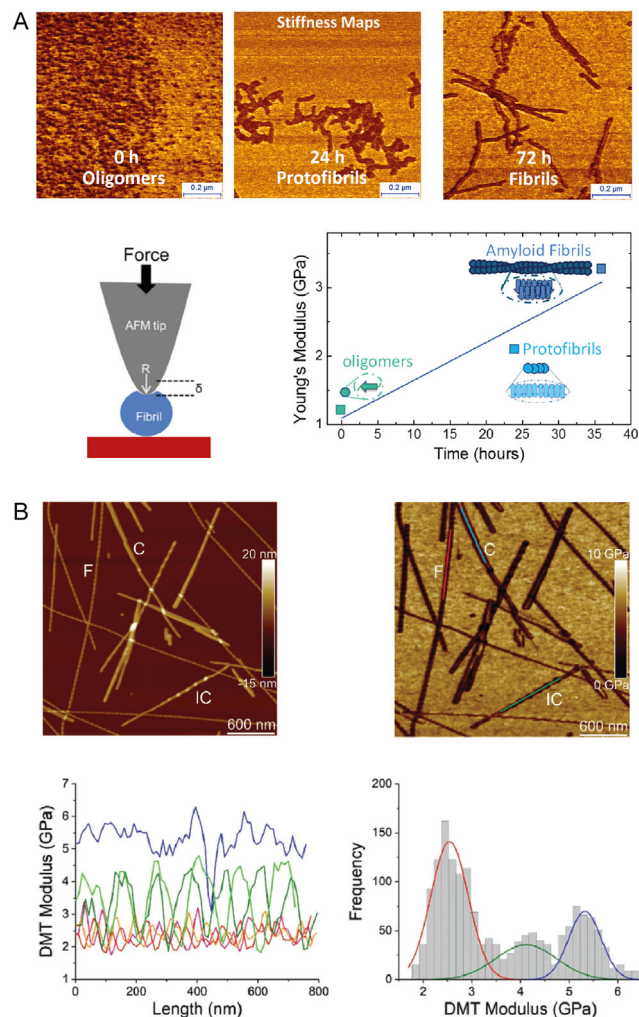 A
Stiffness Maps
0 h
Oligomers
0.2 µm
24 h
Protofibrils
0.2 µm
72 h
Fibrils
0.2 µm
Force
AFM tip
R
δ
Fibril
Young's Modulus (GPa)
3
2
1
Amyloid Fibrils
oligomers
Protofibrils
0 5 10 15 20 25 30 35 40
Time (hours)
B
F
C
IC
20 nm
-15 nm
600 nm
F
C
IC
10 GPa
0 GPa
600 nm
DMT Modulus (GPa)
7
6
5
4
3
2
1
0 200 400 600 800
Length (nm)
Frequency
200
150
100
50
0
2 3 4 5 6
DMT Modulus (GPa)